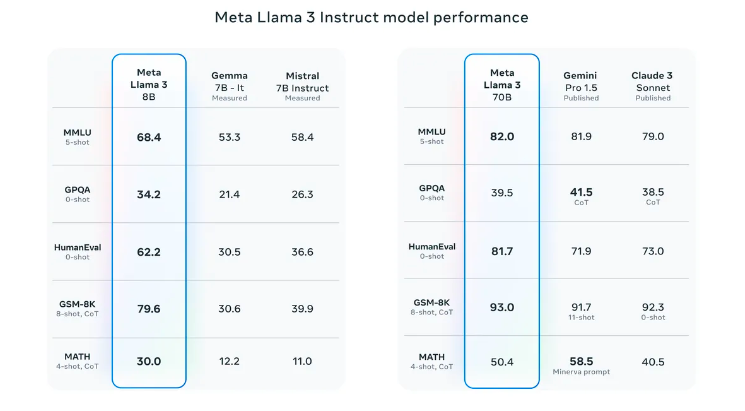 Meta Llama 3 Instruct model performance
Meta
Llama 3
8B
Gemma
7B - It
Measured
Mistral
7B Instruct
Measured
MMLU
5-shot
68.4
53.3
58.4
GPQA
0-shot
34.2
21.4
26.3
HumanEval
0-shot
62.2
30.5
36.6
GSM-8K
8-shot, CoT
79.6
30.6
39.9
MATH
4-shot, CoT
30.0
12.2
11.0
Meta
Llama 3
70B
Gemini
Pro 1.5
Published
Claude 3
Sonnet
Published
MMLU
5-shot
82.0
81.9
79.0
GPQA
0-shot
39.5
41.5
CoT
38.5
CoT
HumanEval
0-shot
81.7
71.9
73.0
GSM-8K
8-shot, CoT
93.0
91.7
11-shot
92.3
0-shot
MATH
4-shot, CoT
50.4
58.5
Minerva prompt
40.5